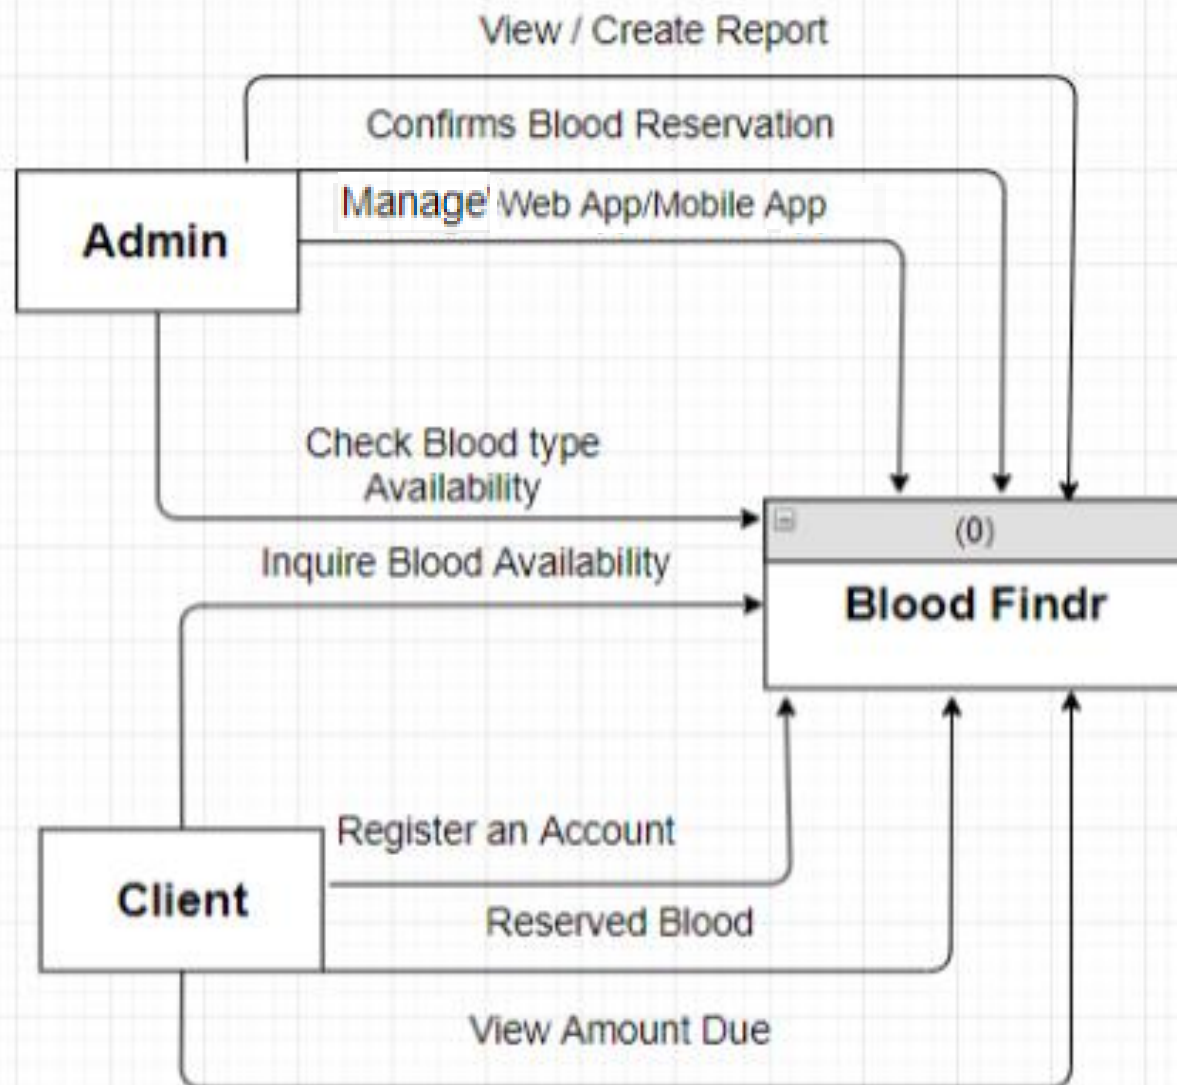 View / Create Report
Confirms Blood Reservation
Manage Web App/Mobile App
Admin
Check Blood type
Availability
(0)
Inquire Blood Availability
Blood Findr
Register an Account
Client
Reserved Blood
View Amount Due